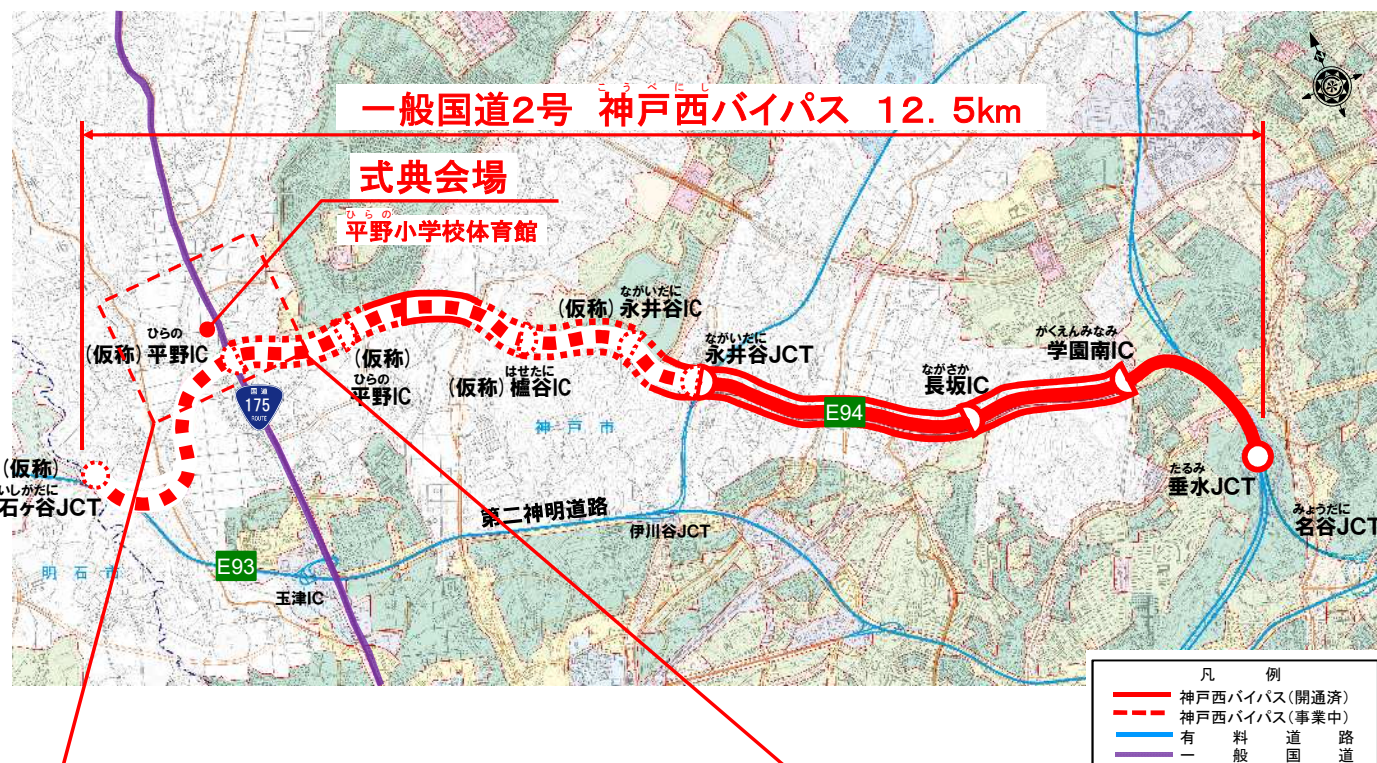 こうべにし
一般国道2号 神戸西バイパス 12.5km
式典会場
ひらの
平野小学校体育館
ながいだに
(仮称)永井谷IC
ひらの
(仮称)平野IC
(仮称)
ひらの
平野IC
はせたに
(仮称)櫨谷IC
ながいだに
永井谷JCT
がくえんみなみ
学園南IC
ながさか
長坂IC
国道
175
ROUTE
E94
神戸市
(仮称)
いしがだに
石ヶ谷JCT
たるみ
垂水JCT
みょうだに
名谷JCT
第二神明道路
伊川谷JCT
E93
明石市
玉津IC
凡例
神戸西バイパス(開通済)
神戸西バイパス(事業中)
有料道路
一般国道